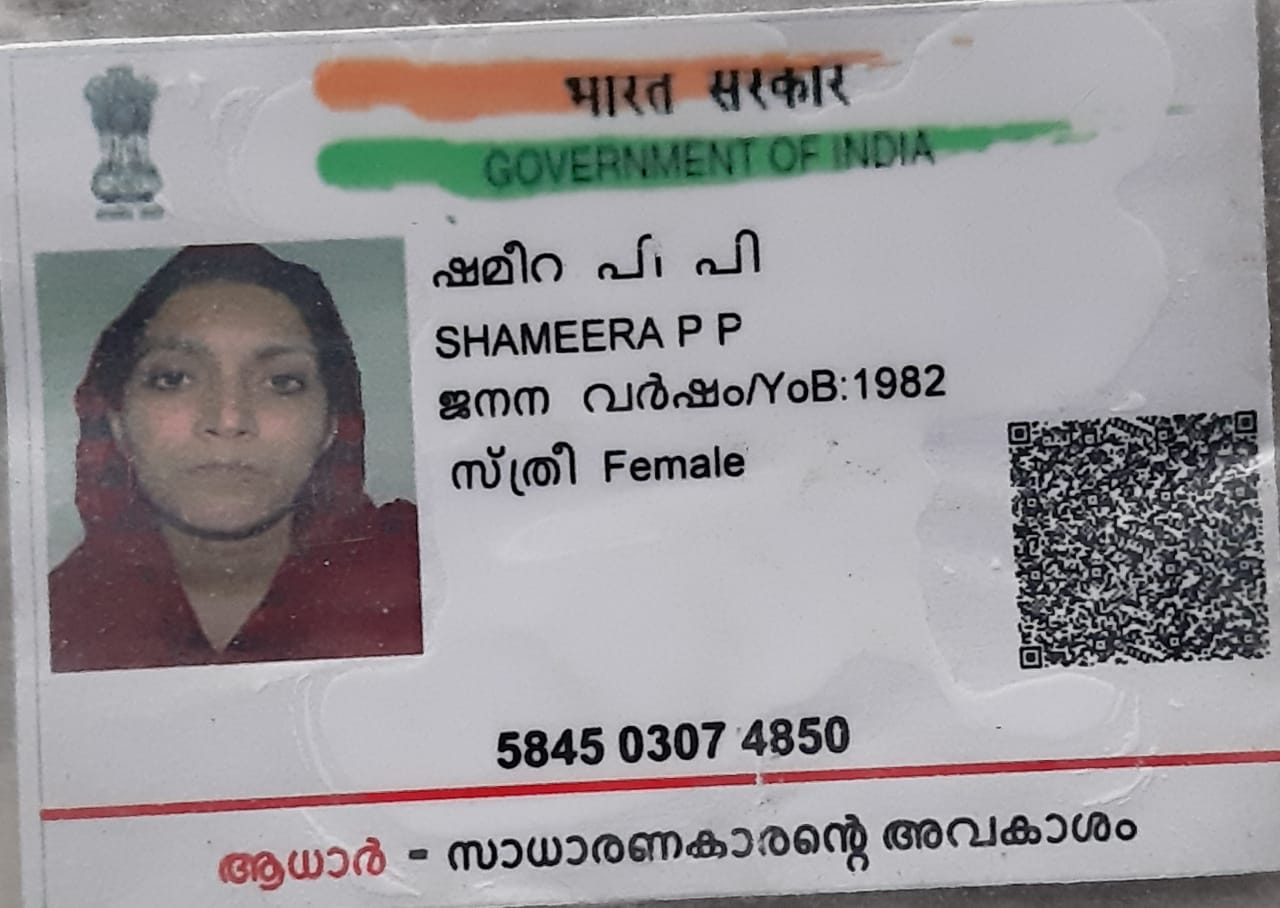 भारत सरकार
GOVERNMENT OF INDIA
ഷമീറ പി പി
SHAMEERA P P
ജനന വർഷം/YoB:1982
സ്ത്രീ Female
5845 0307 4850
ആധാർ - സാധാരണകാരന്റെ അവകാശം